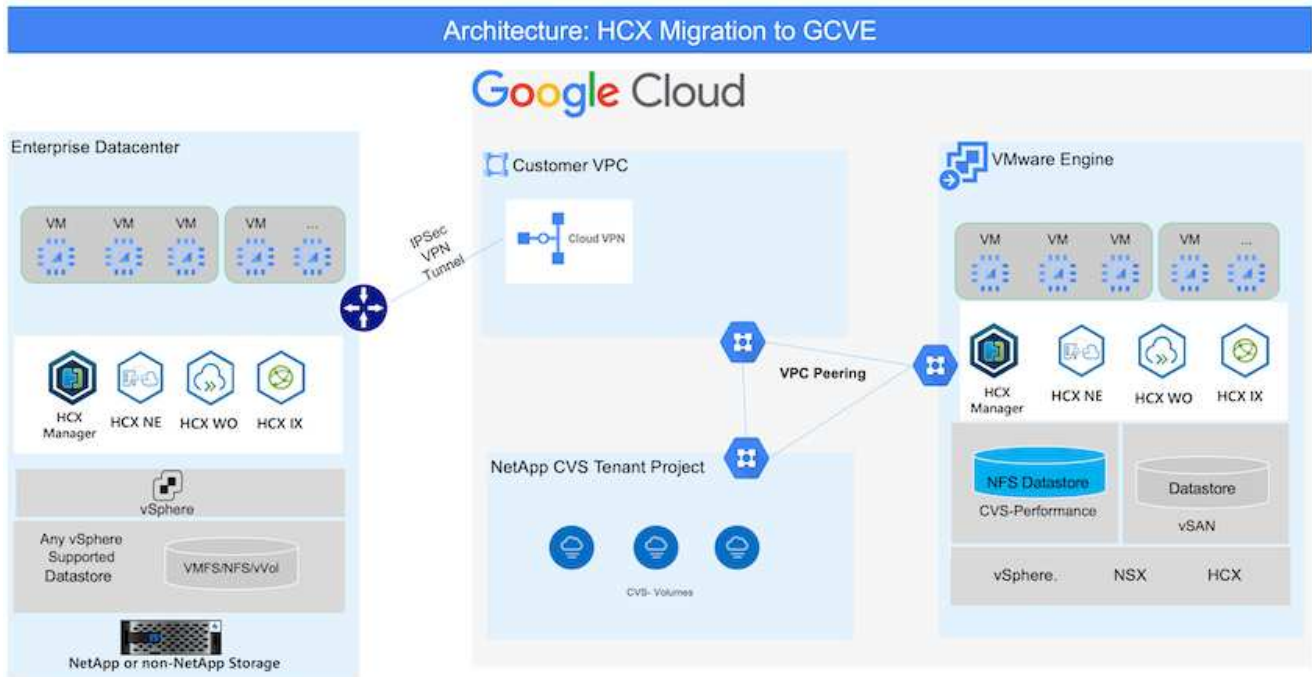 Architecture: HCX Migration to GCVE
Google Cloud
Enterprise Datacenter
VM VM VM VM ...
IPSec
VPN
Tunnel
HCX
Manager
HCX NE
HCX WO
HCX IX
vSphere
Any vSphere
Supported
Datastore
VMFS/NFS/vVol
NetApp or non-NetApp Storage
Customer VPC
Cloud VPN
VPC Peering
NetApp CVS Tenant Project
CVS- Volumes
VMware Engine
VM VM VM VM ...
HCX
Manager
HCX NE
HCX WO
HCX IX
NFS Datastore
CVS-Performance
Datastore
vSAN
vSphere. NSX HCX